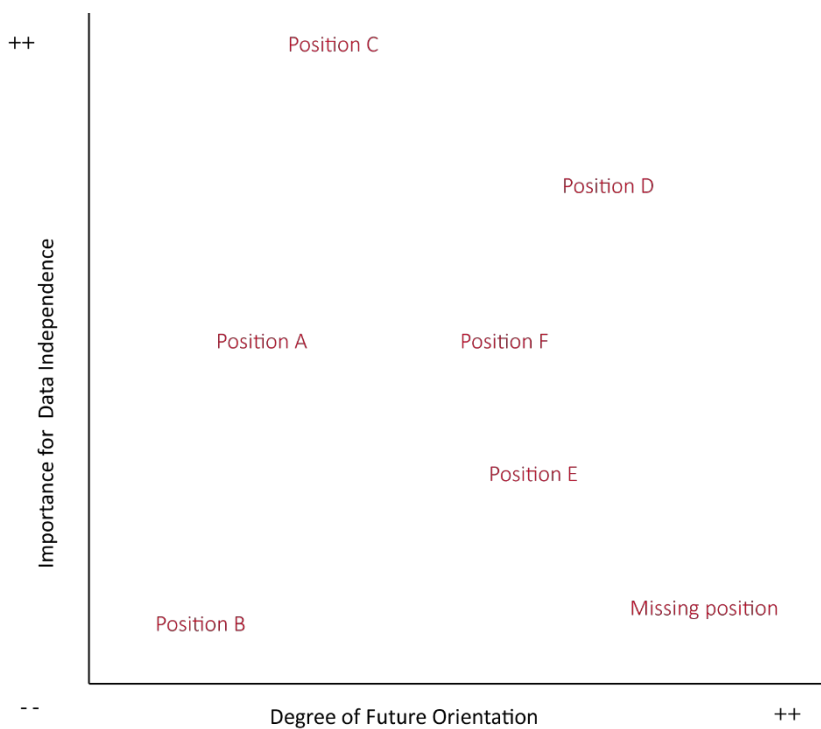 ++
Position C
Position D
Importance for Data Independence
Position A
Position F
Position E
Missing position
Position B
- -
Degree of Future Orientation
++